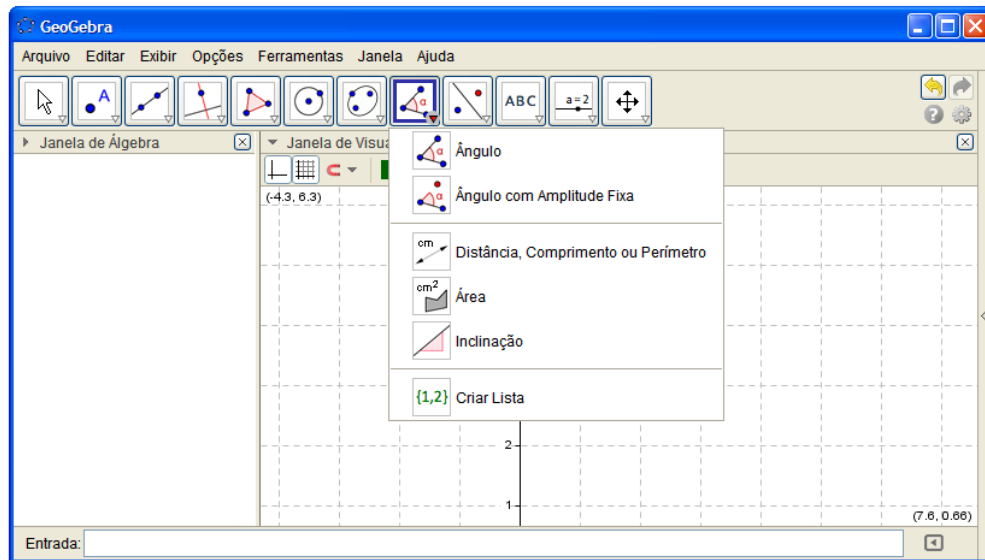 GeoGebra
Arquivo Editar Exibir Opções Ferramentas Janela Ajuda
A α ABC a=2
Janela de Álgebra
Janela de Visua
(-4.3, 6.3)
α Ângulo
α Ângulo com Amplitude Fixa
cm Distância, Comprimento ou Perímetro
cm² Área
Inclinação
{1,2} Criar Lista
2
1
(7.6, 0.66)
Entrada: